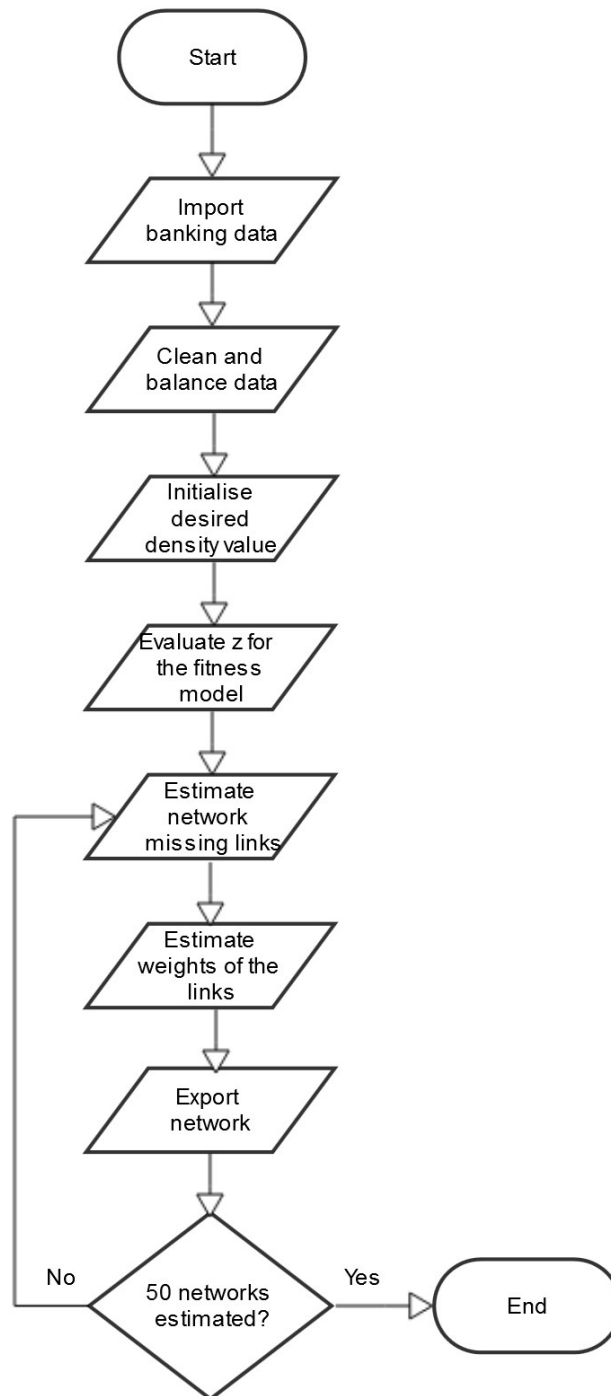 Start
Import
banking data
Clean and
balance data
Initialise
desired
density value
Evaluate z for
the fitness
model
Estimate
network
missing links
Estimate
weights of the
links
Export
network
No
50 networks
estimated?
Yes
End